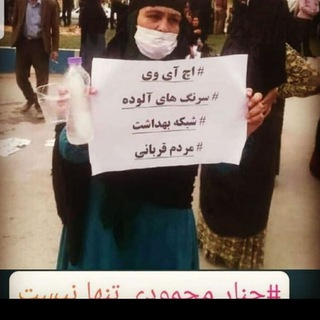 # اچ آی وی
# سرنگ های آلوده
# شبکه بهداشت
# مردم قربانی
#چنار محمودی تنها نیست